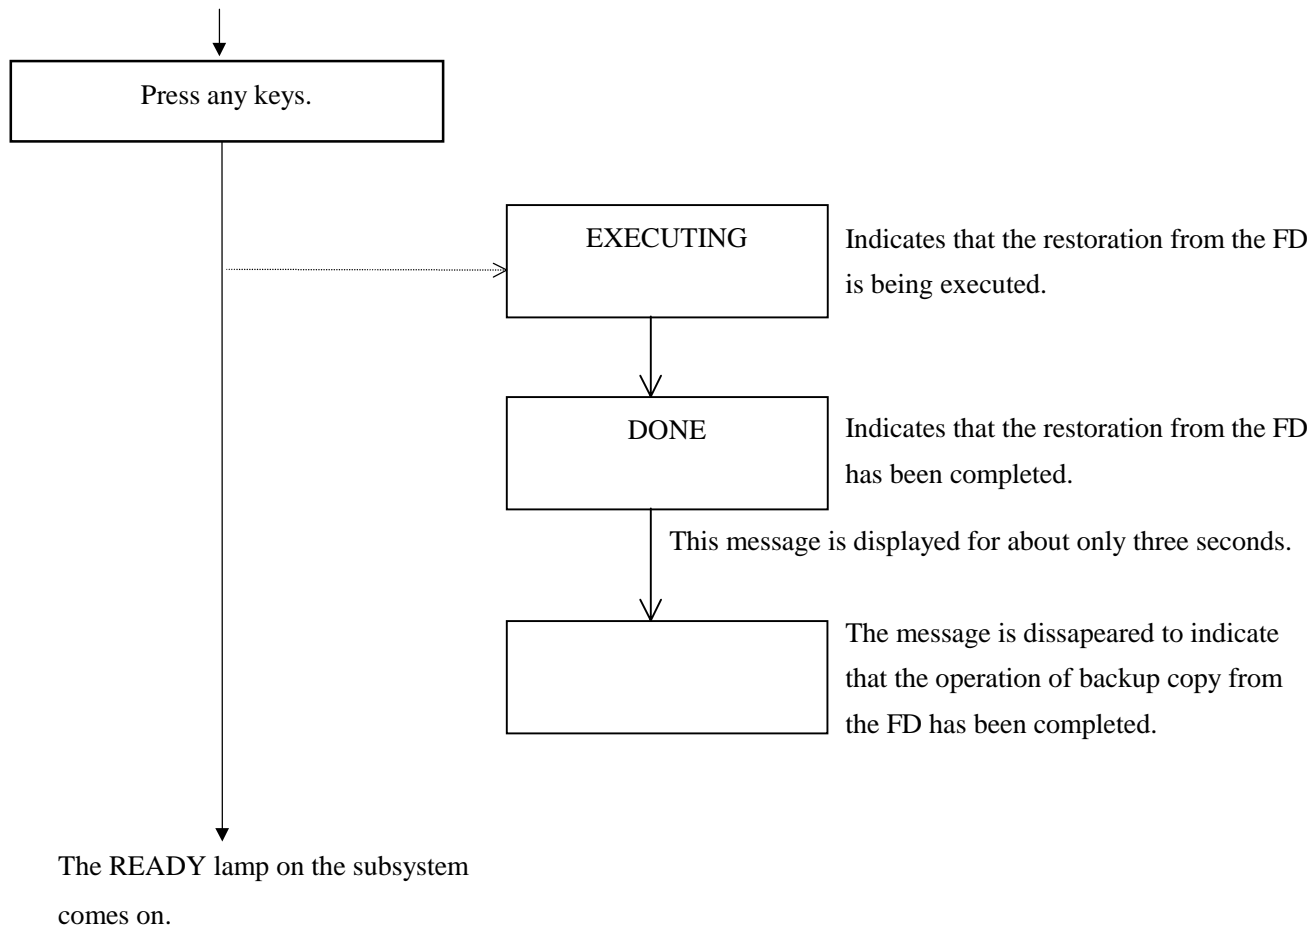 Press any keys.
EXECUTING
Indicates that the restoration from the FD
is being executed.
DONE
Indicates that the restoration from the FD
has been completed.
This message is displayed for about only three seconds.
The message is dissapeared to indicate
that the operation of backup copy from
the FD has been completed.
The READY lamp on the subsystem
comes on.